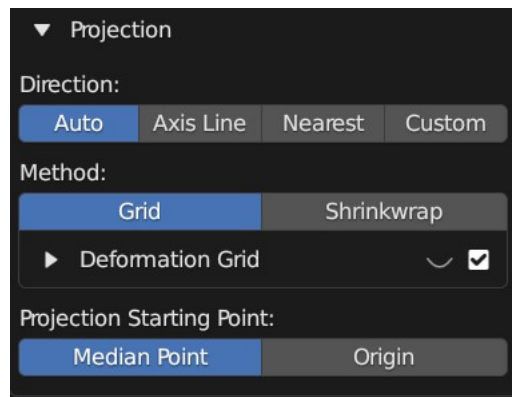 Projection
Direction:
Auto Axis Line Nearest Custom
Method:
Grid Shrinkwrap
Deformation Grid
Projection Starting Point:
Median Point Origin